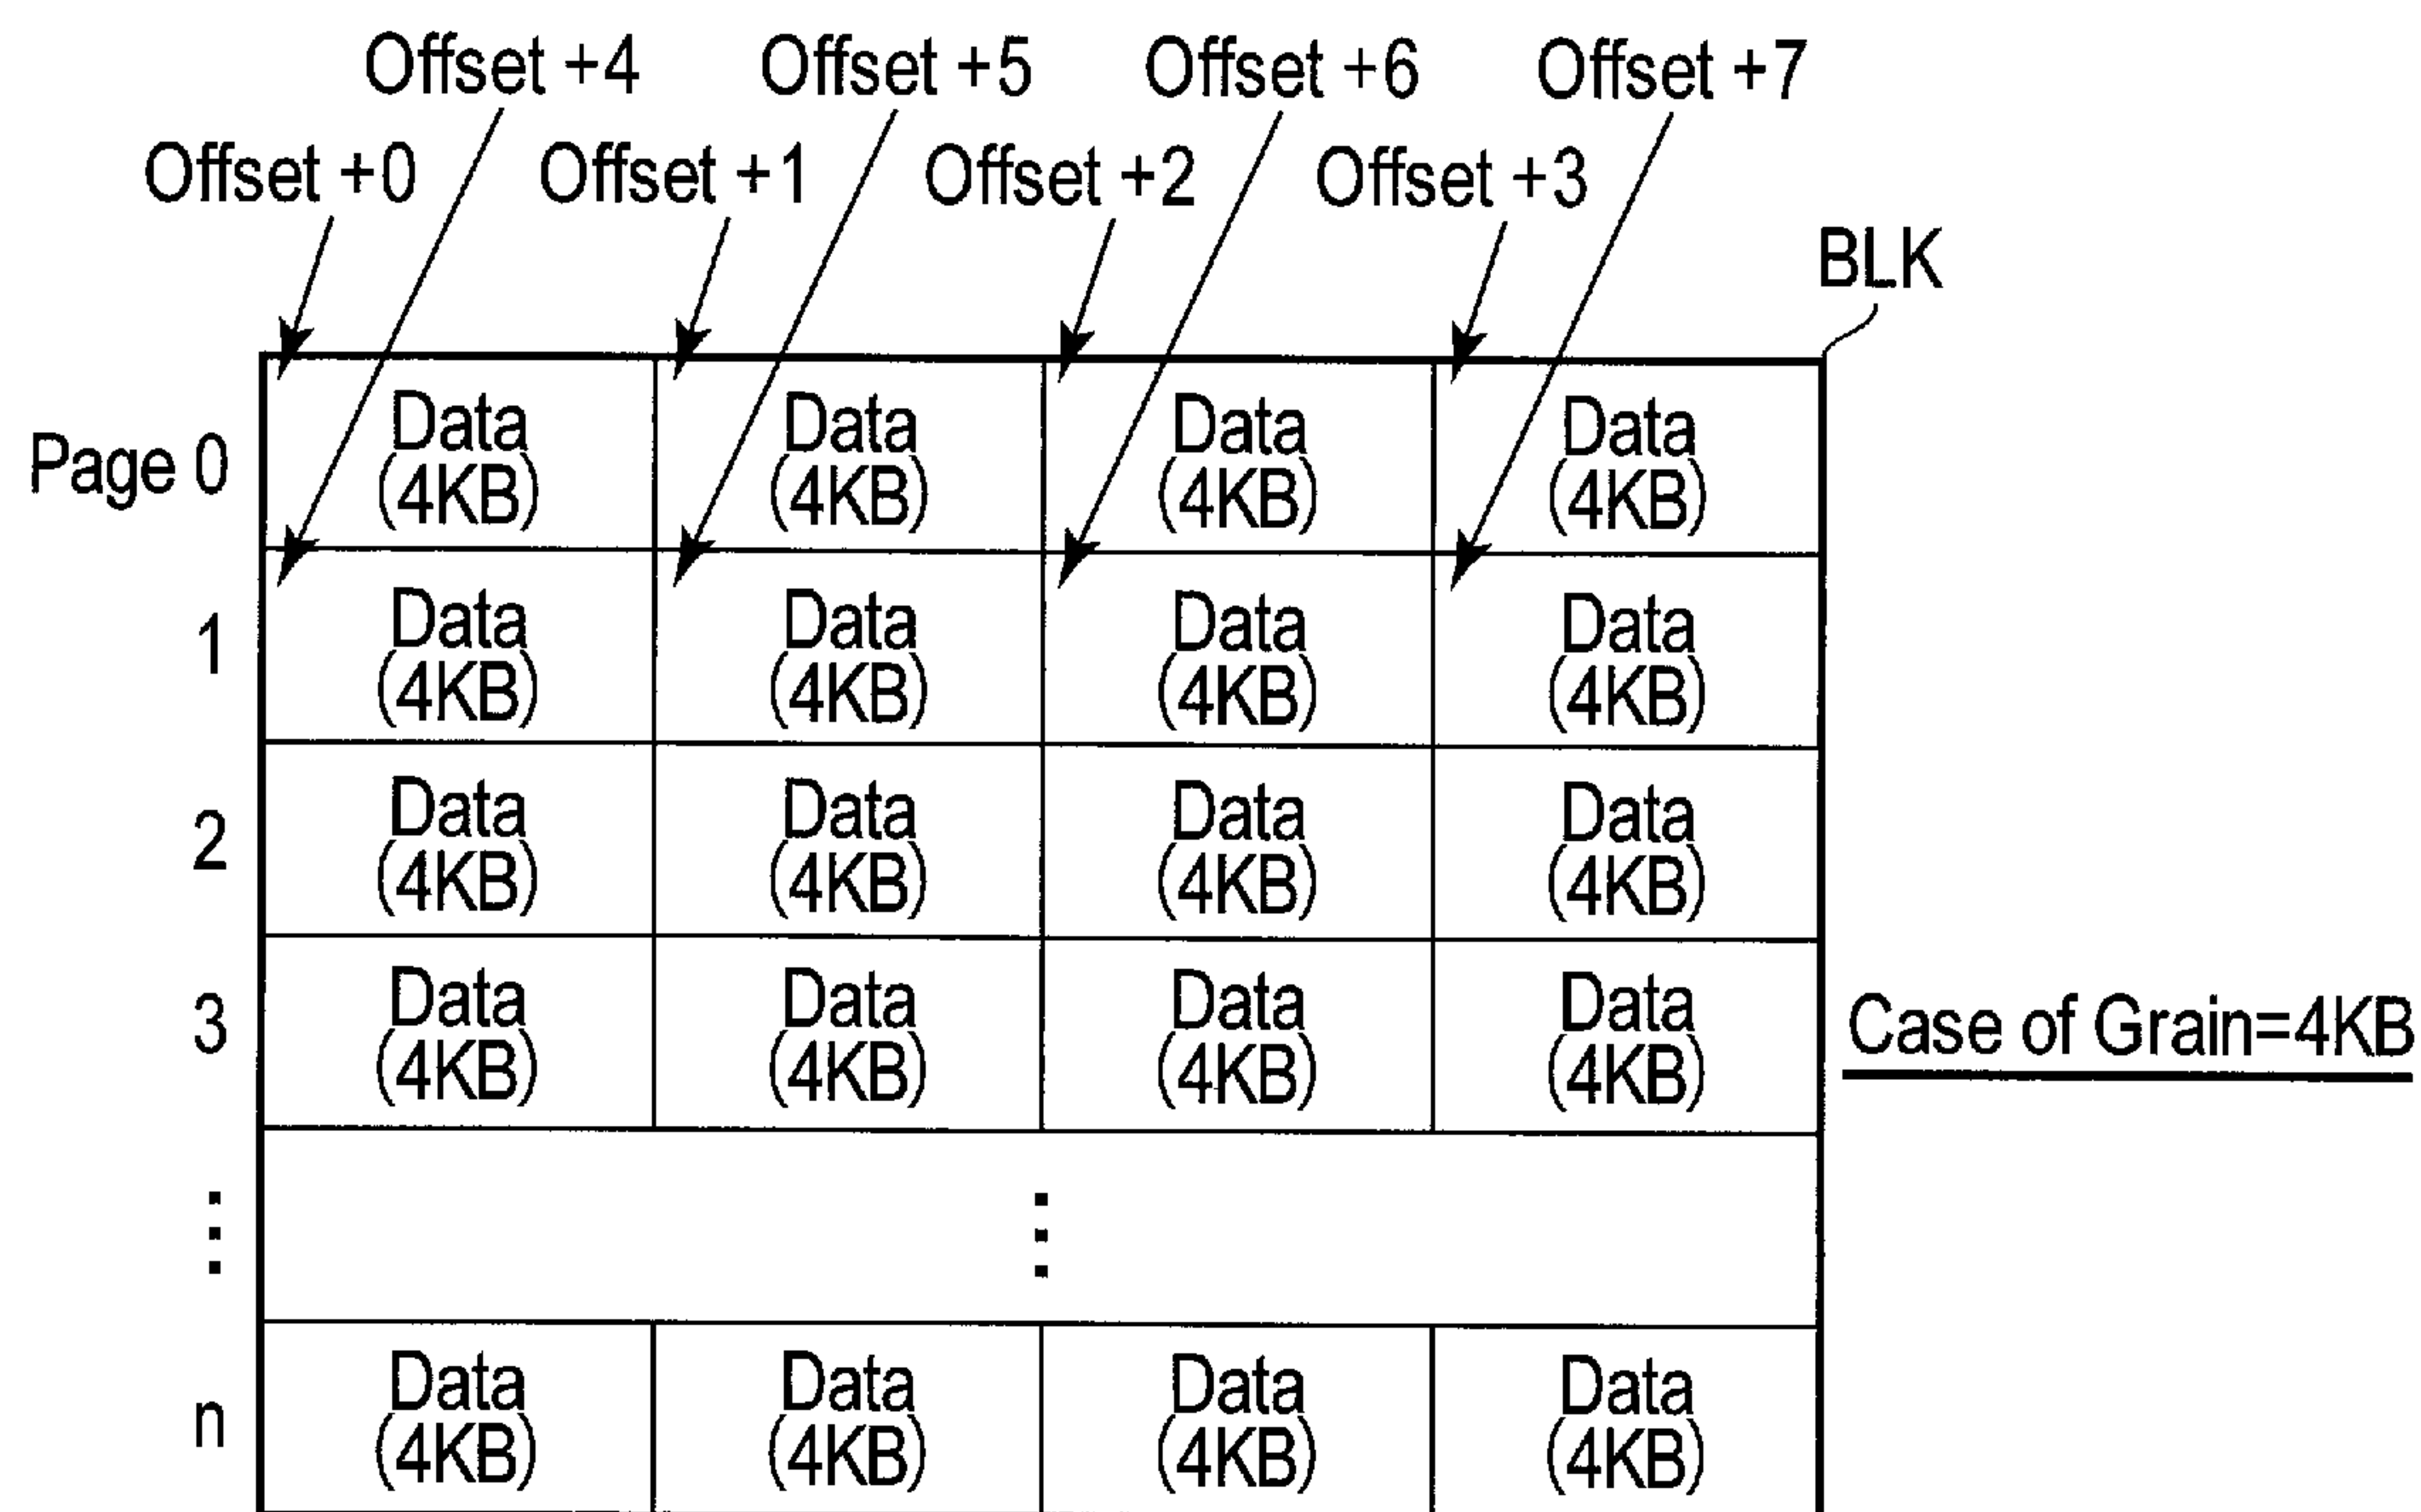 Offset +4 Offset +5 Offset +6 Offset +7
Offset +0 Offset +1 Offset +2 Offset +3
BLK
Data Data Data Data
Page 0 (4KB) (4KB) (4KB) (4KB)
Data Data Data Data
1 (4KB) (4KB) (4KB) (4KB)
Data Data Data Data
2 (4KB) (4KB) (4KB) (4KB)
Data Data Data Data
3 (4KB) (4KB) (4KB) (4KB)
Case of Grain=4KB
Data Data Data Data
n (4KB) (4KB) (4KB) (4KB)